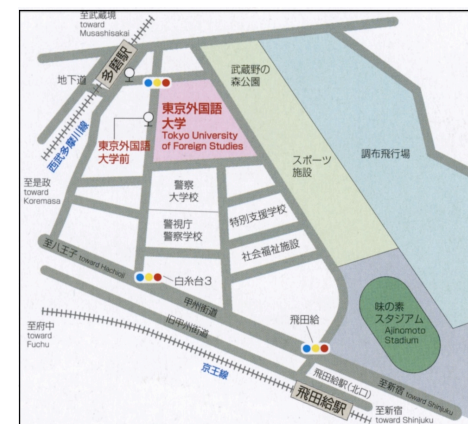 至武蔵境
toward
Musashisakai
多磨駅
地下道
西武多摩川線
東京外国語
大学前
東京外国語
大学
Tokyo University
of Foreign Studies
武蔵野の
森公園
調布飛行場
スポーツ
施設
至是政
toward
Koremasa
警察
大学校
警視庁
警察学校
特別支援学校
社会福祉施設
至八王子 toward Hachioji
白糸台3
甲州街道
旧甲州街道
飛田給
味の素
スタジアム
Ajinomoto
Stadium
至府中
toward
Fuchu
京王線
飛田給駅(北口)
飛田給駅
至新宿 toward Shinjuku
至新宿
toward Shinjuku